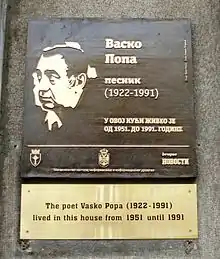 Васко
Попа
песник
(1922-1991)
У ОВОЈ КУЋИ ЖИВЕО ЈЕ
ОД 1951. ДО 1991. ГОДИНЕ
НОВОСТИ
The poet Vasko Popa (1922-1991)
lived in this house from 1951 until 1991